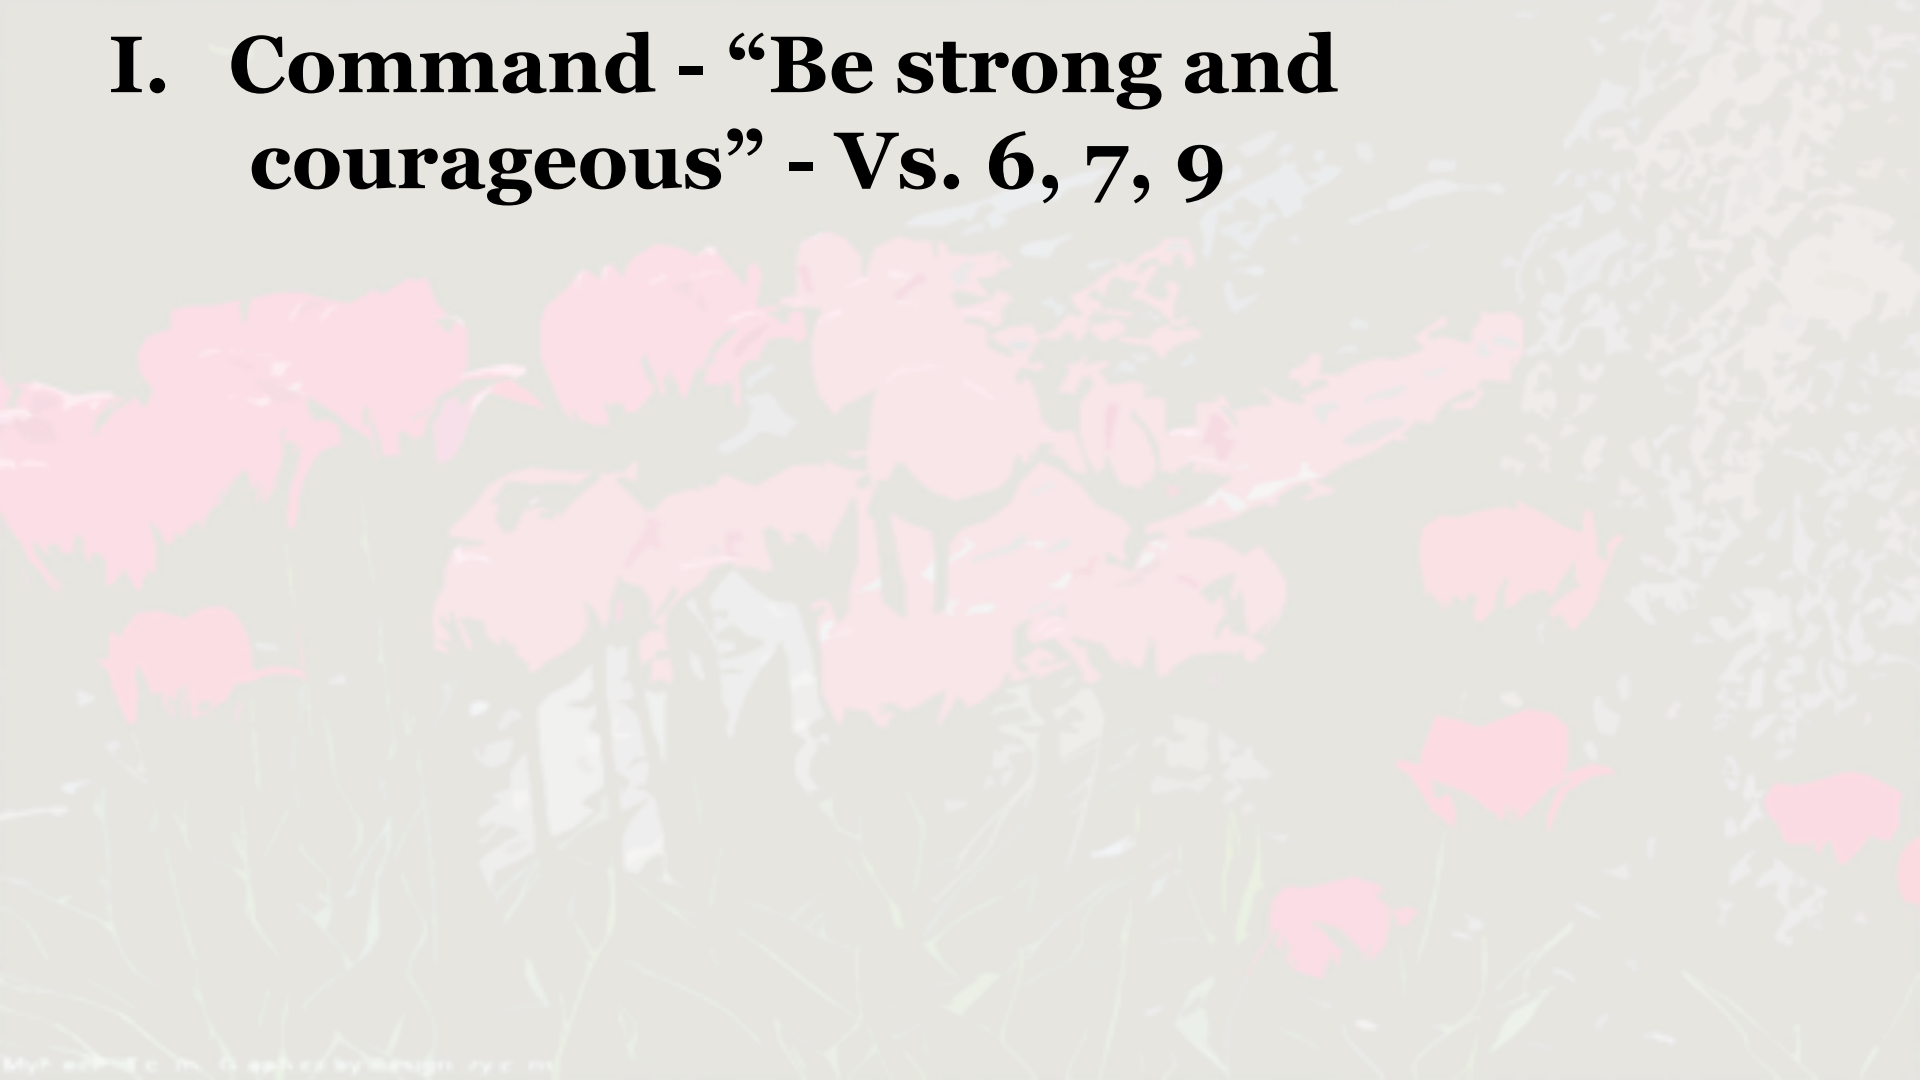 I. Command - “Be strong and
courageous” - Vs. 6, 7, 9